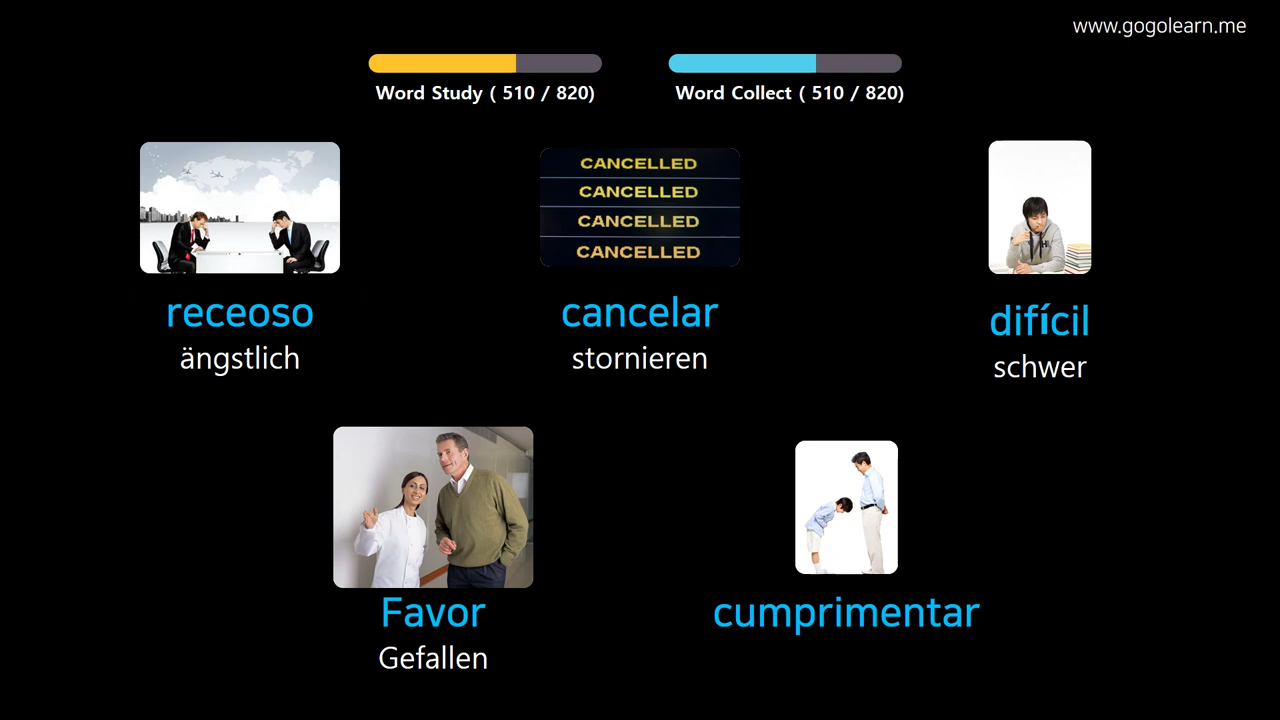 www.gogolearn.me
Word Study ( 510 / 820)
Word Collect ( 510 / 820)
CANCELLED
CANCELLED
CANCELLED
CANCELLED
receoso
ängstlich
cancelar
stornieren
difícil
schwer
Favor
Gefallen
cumprimentar